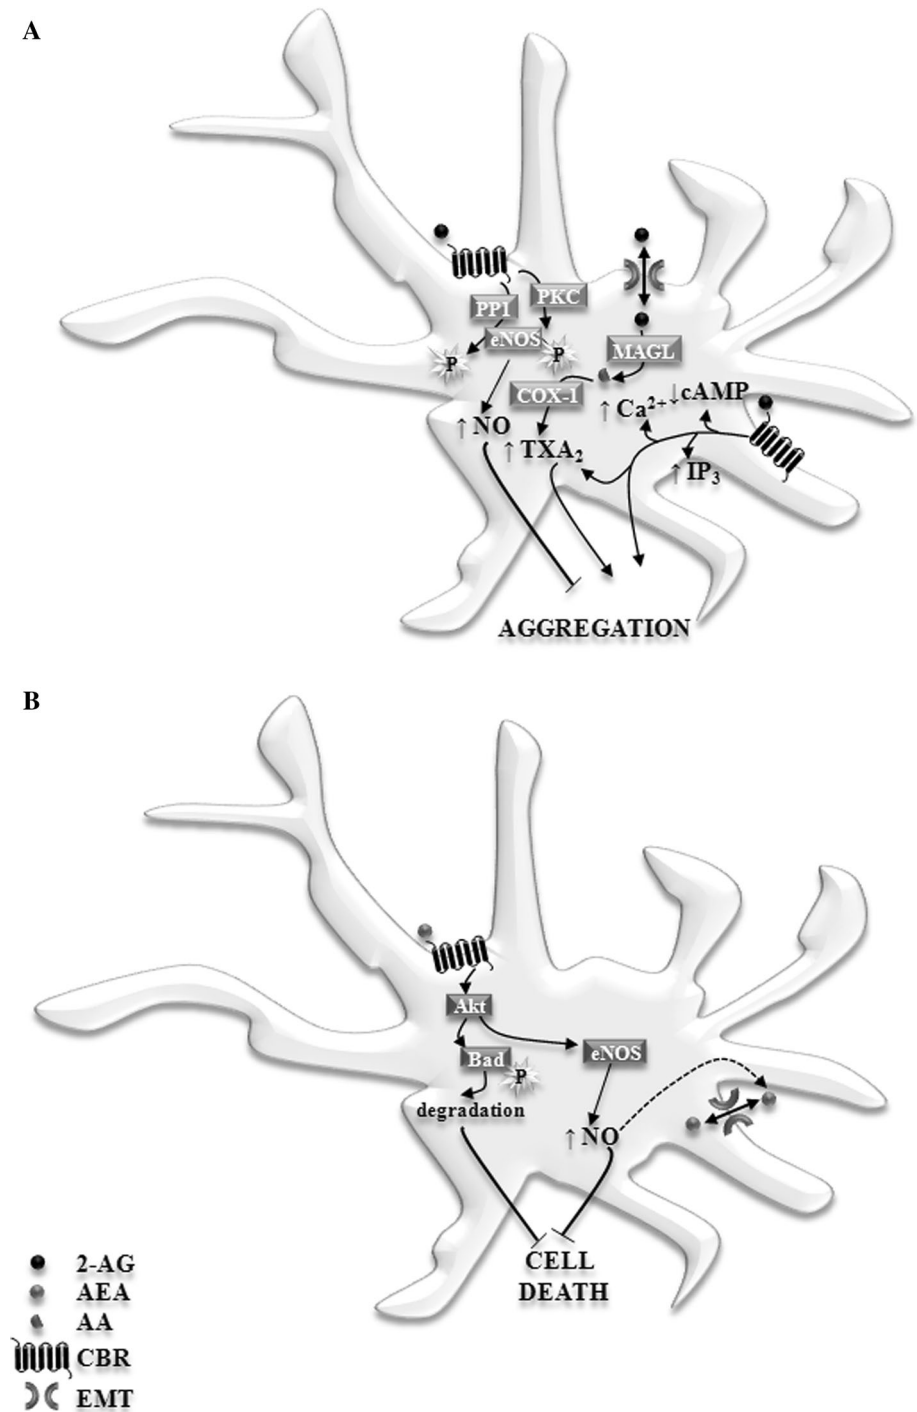 A
PKC
PP1
eNOS
P
P
MAGL
COX-1
↑ Ca²⁺
↓cAMP
↑ NO
↑ TXA₂
↑ IP₃
AGGREGATION
B
Akt
eNOS
Bad
P
degradation
↑ NO
CELL
DEATH
2-AG
AEA
AA
CBR
EMT